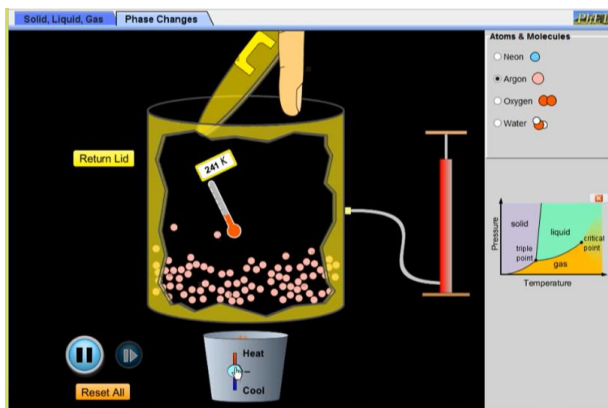 Solid, Liquid, Gas
Phase Changes
PhET
Atoms & Molecules
Neon
Argon
Oxygen
Water
Return Lid
241 K
Pressure
solid
liquid
critical
point
triple
point
gas
Temperature
Heat
Cool
Reset All